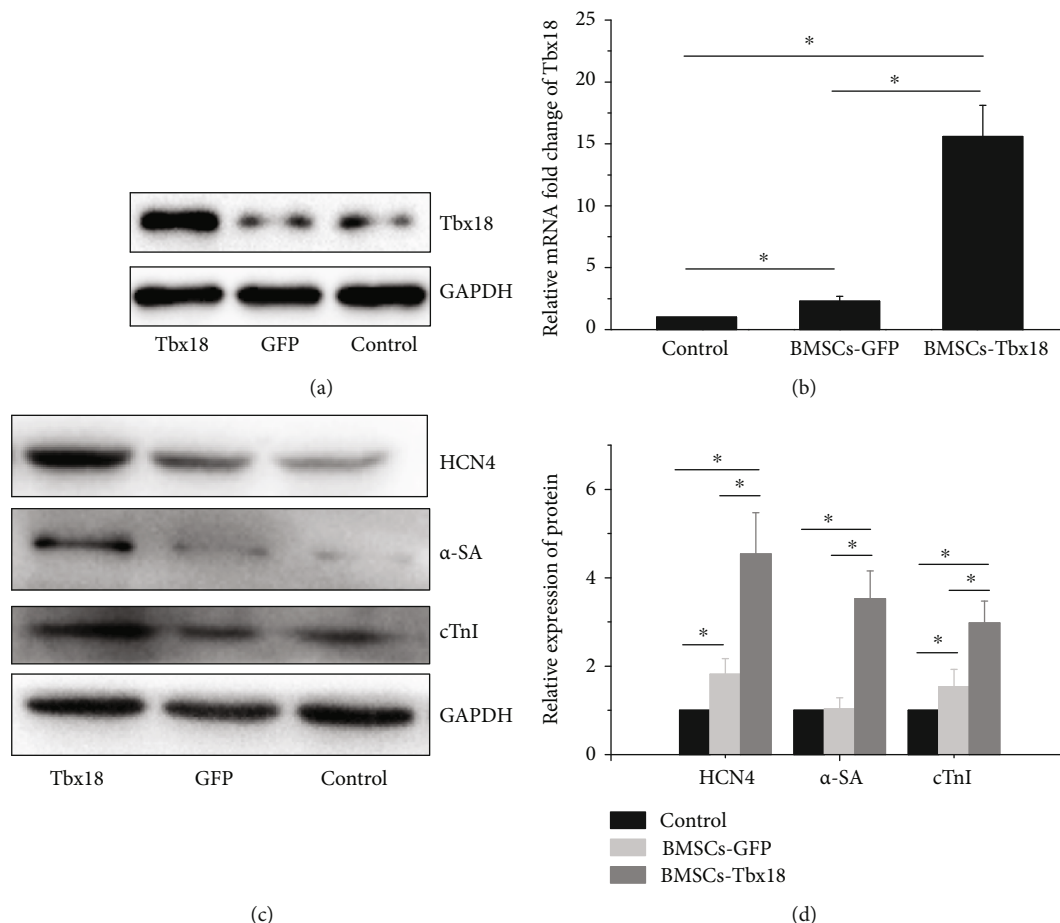 Tbx18
GAPDH
Tbx18 GFP Control
(a)
Relative mRNA fold change of Tbx18
25
20
15
10
5
0
* * *
Control BMSCs-GFP BMSCs-Tbx18
(b)
HCN4
α-SA
cTnI
GAPDH
Tbx18 GFP Control
(c)
Relative expression of protein
6
4
2
0
* * * * * * * *
HCN4 α-SA cTnI
Control
BMSCs-GFP
BMSCs-Tbx18
(d)